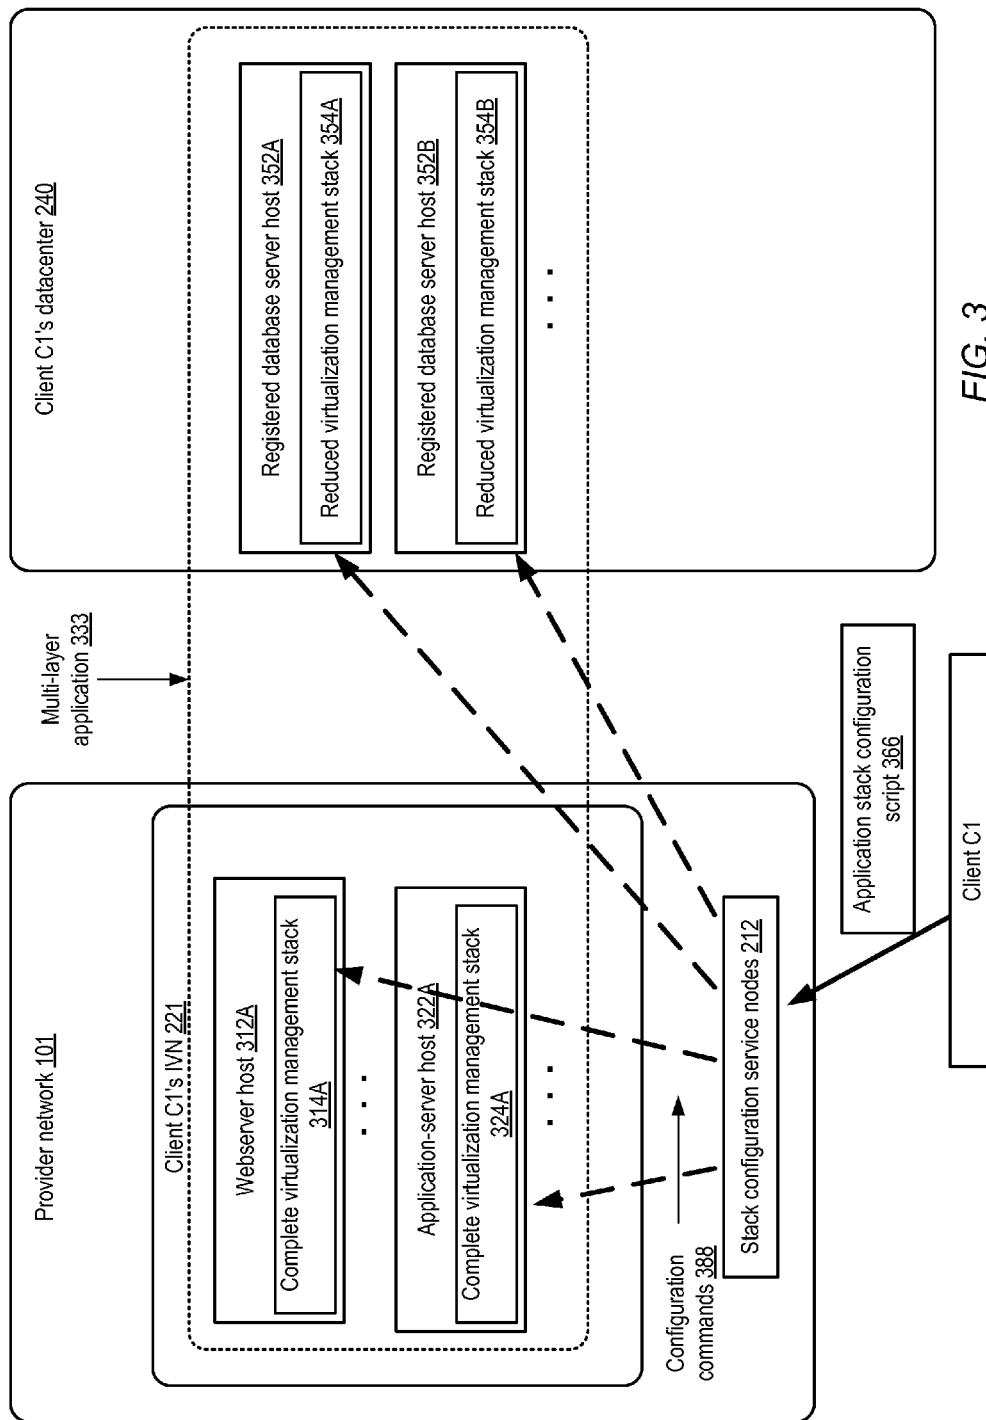 Provider network 101
Client C1's IVN 221
Webserver host 312A
Complete virtualization management stack
314A
. . .
Application-server host 322A
Complete virtualization management stack
324A
. . .
Configuration
commands 388
Stack configuration service nodes 212
Multi-layer
application 333
Client C1's datacenter 240
Registered database server host 352A
Reduced virtualization management stack 354A
Registered database server host 352B
Reduced virtualization management stack 354B
. . .
Application stack configuration
script 366
Client C1
FIG. 3